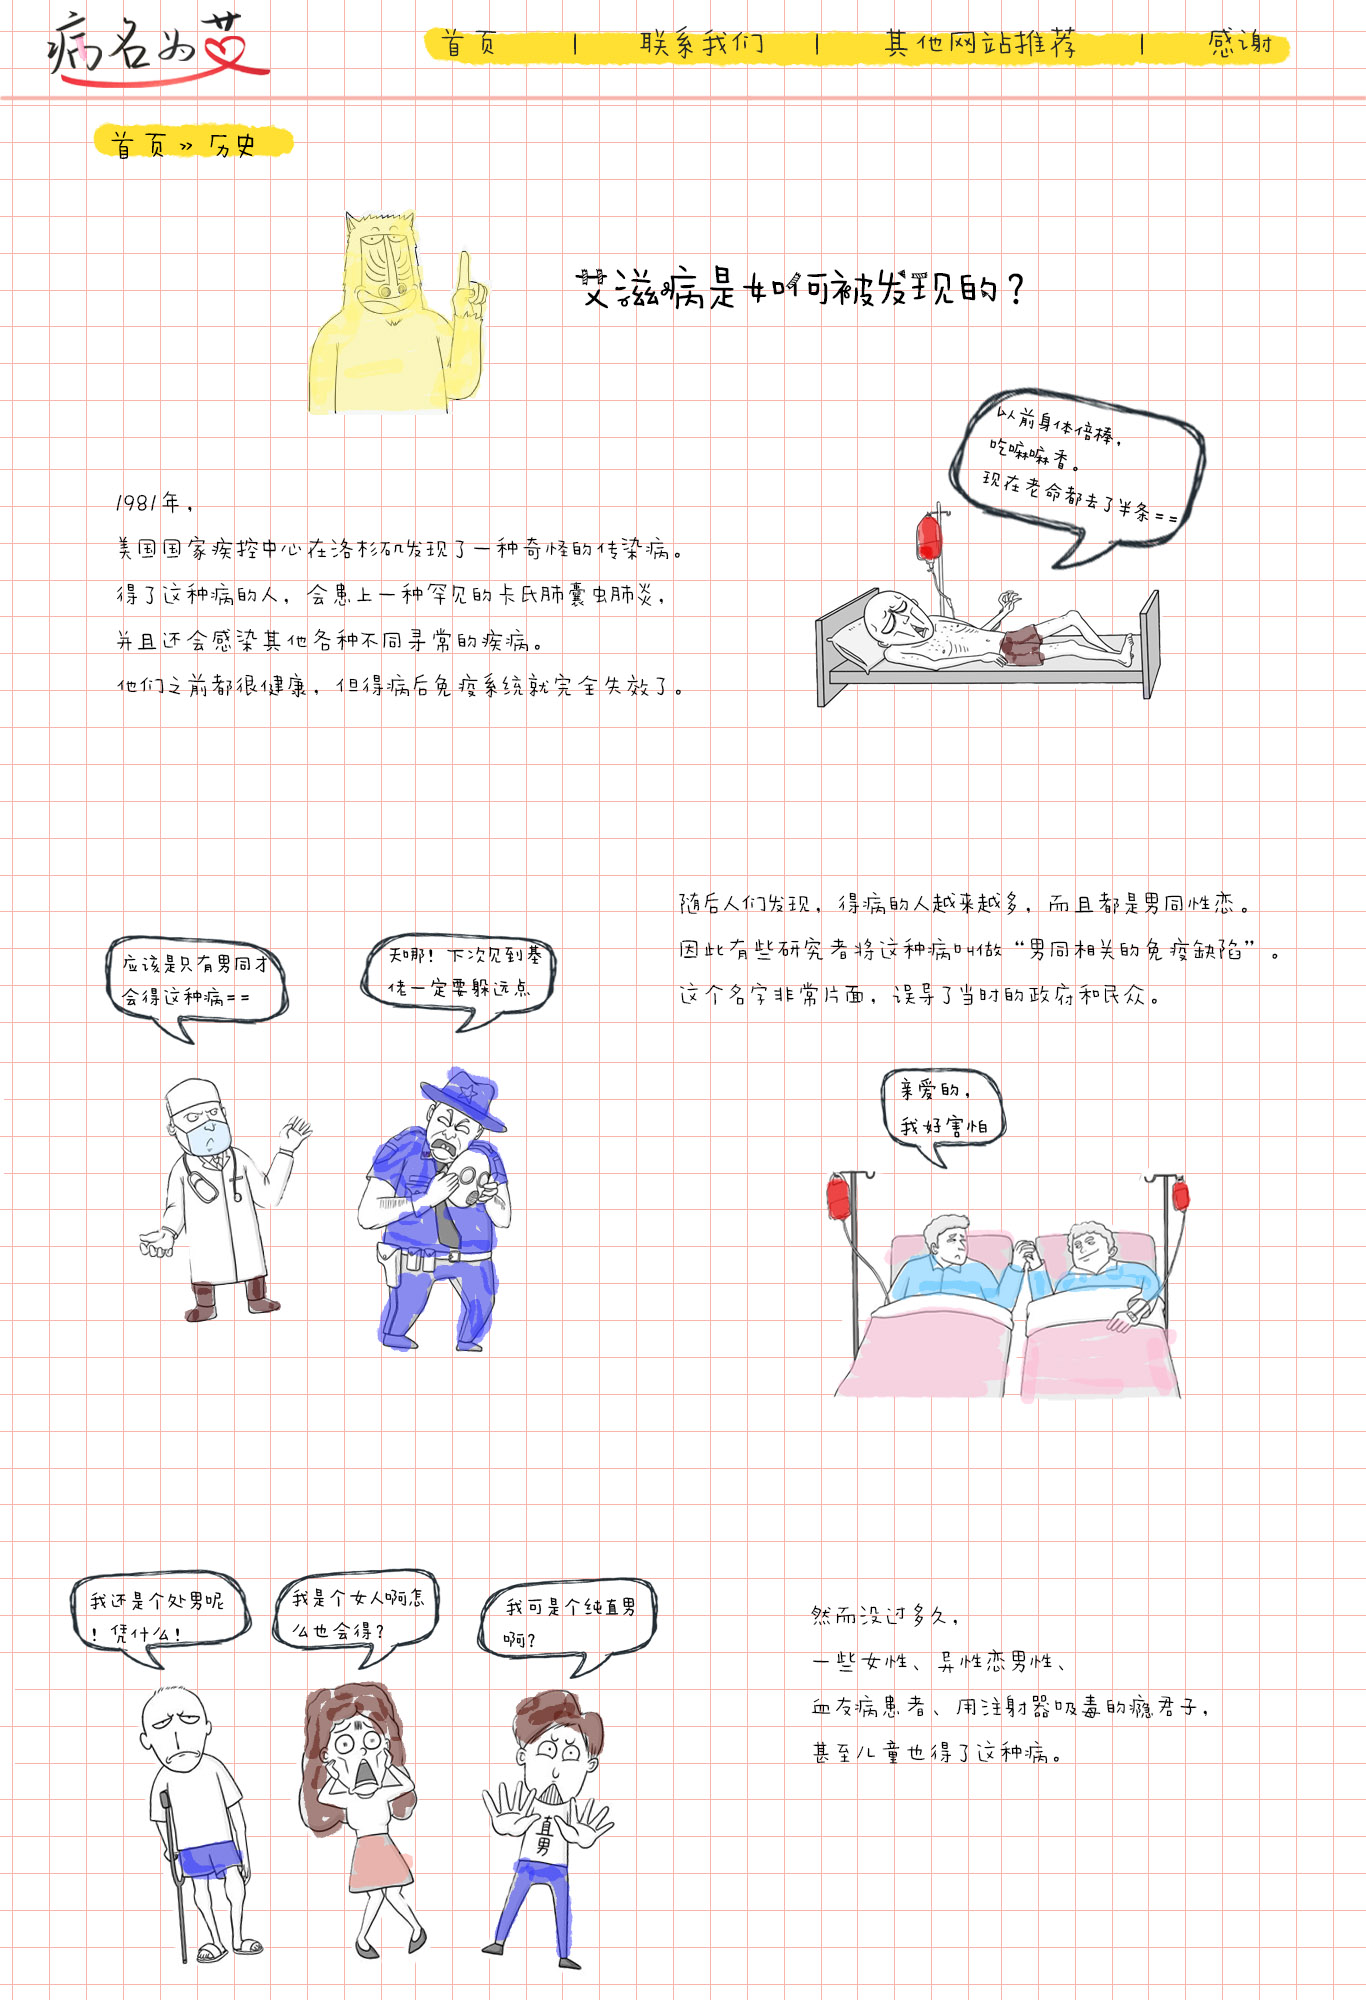 病名为艾
首页 | 联系我们 | 其他网站推荐 | 感谢
首页 » 历史
艾滋病是如何被发现的？
以前身体倍棒，
吃嘛嘛香。
现在老命都去了半条==
1981年，
美国国家疾控中心在洛杉矶发现了一种奇怪的传染病。
得了这种病的人，会患上一种罕见的卡氏肺囊虫肺炎，
并且还会感染其他各种不同寻常的疾病。
他们之前都很健康，但得病后免疫系统就完全失效了。
随后人们发现，得病的人越来越多，而且都是男同性恋。
因此有些研究者将这种病叫做“男同相关的免疫缺陷”。
这个名字非常片面，误导了当时的政府和民众。
应该是只有男同才
会得这种病==
天哪！下次见到基
佬一定要躲远点
亲爱的，
我好害怕
我还是个处男呢
！凭什么！
我是个女人啊怎
么也会得？
我可是个纯直男
啊？
直男
然而没过多久，
一些女性、异性恋男性、
血友病患者、用注射器吸毒的瘾君子，
甚至儿童也得了这种病。